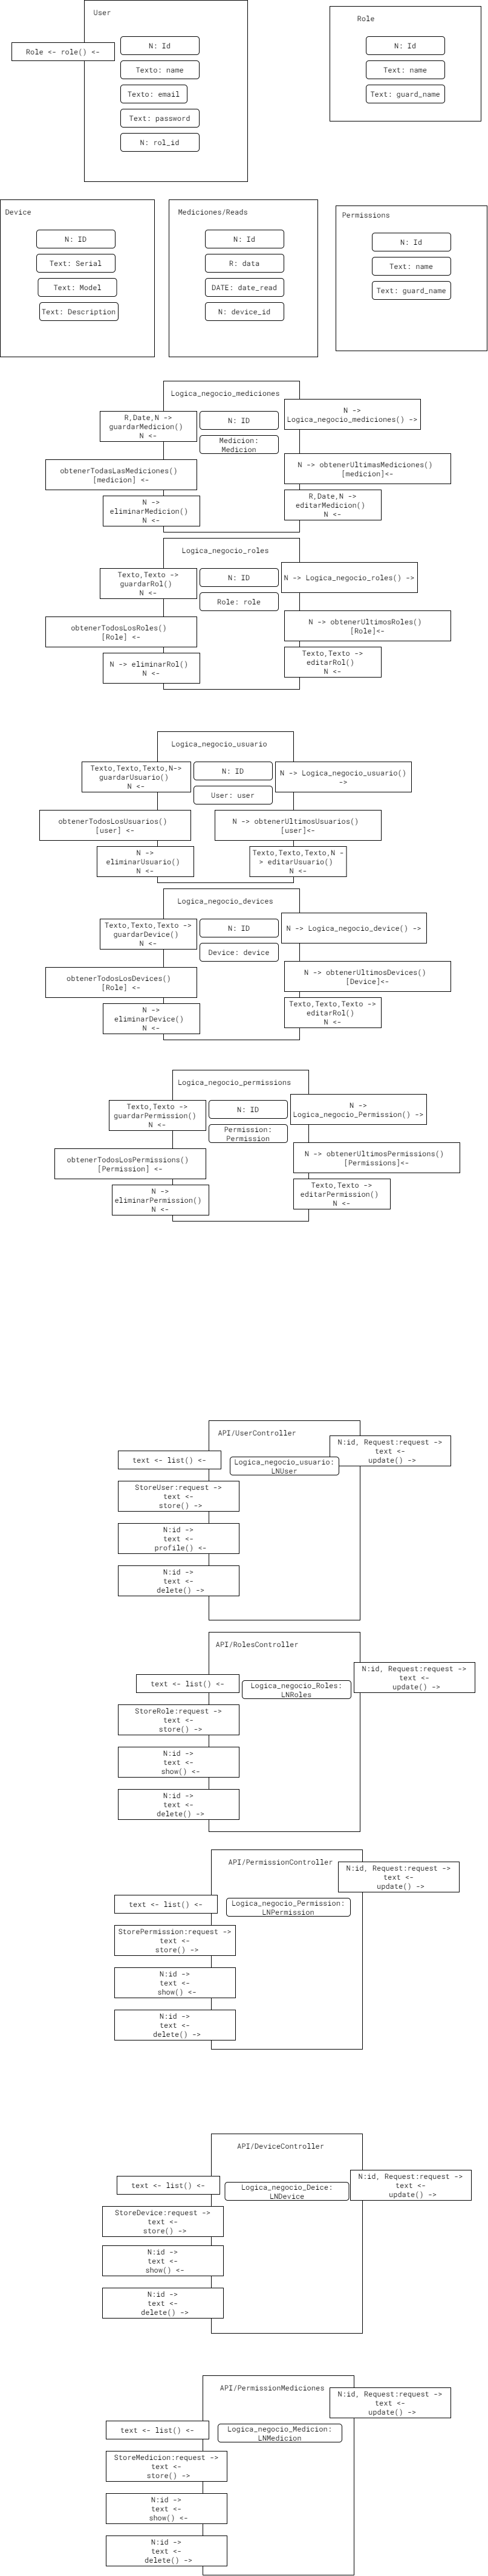 User
Role <- role() <-
N: Id
Texto: name
Texto: email
Text: password
N: rol_id
Role
N: Id
Text: name
Text: guard_name
Device
N: ID
Text: Serial
Text: Model
Text: Description
Mediciones/Reads
N: Id
R: data
DATE: date_read
N: device_id
Permissions
N: Id
Text: name
Text: guard_name
Logica_negocio_mediciones
R,Date,N ->
guardarMedicion()
N <-
N: ID
Medicion:
Medicion
N ->
Logica_negocio_mediciones() ->
obtenerTodasLasMediciones()
[medicion] <-
N -> obtenerUltimasMediciones()
[medicion]<-
N ->
eliminarMedicion()
N <-
R,Date,N ->
editarMedicion()
N <-
Logica_negocio_roles
Texto,Texto ->
guardarRol()
N <-
N: ID
Role: role
N -> Logica_negocio_roles() ->
obtenerTodosLosRoles()
[Role] <-
N -> obtenerUltimosRoles()
[Role]<-
N -> eliminarRol()
N <-
Texto,Texto ->
editarRol()
N <-
Logica_negocio_usuario
Texto,Texto,Texto,N->
guardarUsuario()
N <-
N: ID
User: user
N -> Logica_negocio_usuario()
->
obtenerTodosLosUsuarios()
[user] <-
N -> obtenerUltimosUsuarios()
[user]<-
N ->
eliminarUsuario()
N <-
Texto,Texto,Texto,N -
> editarUsuario()
N <-
Logica_negocio_devices
Texto,Texto,Texto ->
guardarDevice()
N <-
N: ID
Device: device
N -> Logica_negocio_device() ->
obtenerTodosLosDevices()
[Role] <-
N -> obtenerUltimosDevices()
[Device]<-
N ->
eliminarDevice()
N <-
Texto,Texto,Texto ->
editarRol()
N <-
Logica_negocio_permissions
Texto,Texto ->
guardarPermission()
N <-
N: ID
Permission:
Permission
N ->
Logica_negocio_Permission() ->
obtenerTodosLosPermissions()
[Permission] <-
N -> obtenerUltimosPermissions()
[Permissions]<-
N ->
eliminarPermission()
N <-
Texto,Texto ->
editarPermission()
N <-
API/UserController
N:id, Request:request ->
text <-
update() ->
text <- list() <-
Logica_negocio_usuario:
LNUser
StoreUser:request ->
text <-
store() ->
N:id ->
text <-
profile() <-
N:id ->
text <-
delete() ->
API/RolesController
N:id, Request:request ->
text <-
update() ->
text <- list() <-
Logica_negocio_Roles:
LNRoles
StoreRole:request ->
text <-
store() ->
N:id ->
text <-
show() <-
N:id ->
text <-
delete() ->
API/PermissionController
N:id, Request:request ->
text <-
update() ->
text <- list() <-
Logica_negocio_Permission:
LNPermission
StorePermission:request ->
text <-
store() ->
N:id ->
text <-
show() <-
N:id ->
text <-
delete() ->
API/DeviceController
N:id, Request:request ->
text <-
update() ->
text <- list() <-
Logica_negocio_Deice:
LNDevice
StoreDevice:request ->
text <-
store() ->
N:id ->
text <-
show() <-
N:id ->
text <-
delete() ->
API/PermissionMediciones
N:id, Request:request ->
text <-
update() ->
text <- list() <-
Logica_negocio_Medicion:
LNMedicion
StoreMedicion:request ->
text <-
store() ->
N:id ->
text <-
show() <-
N:id ->
text <-
delete() ->